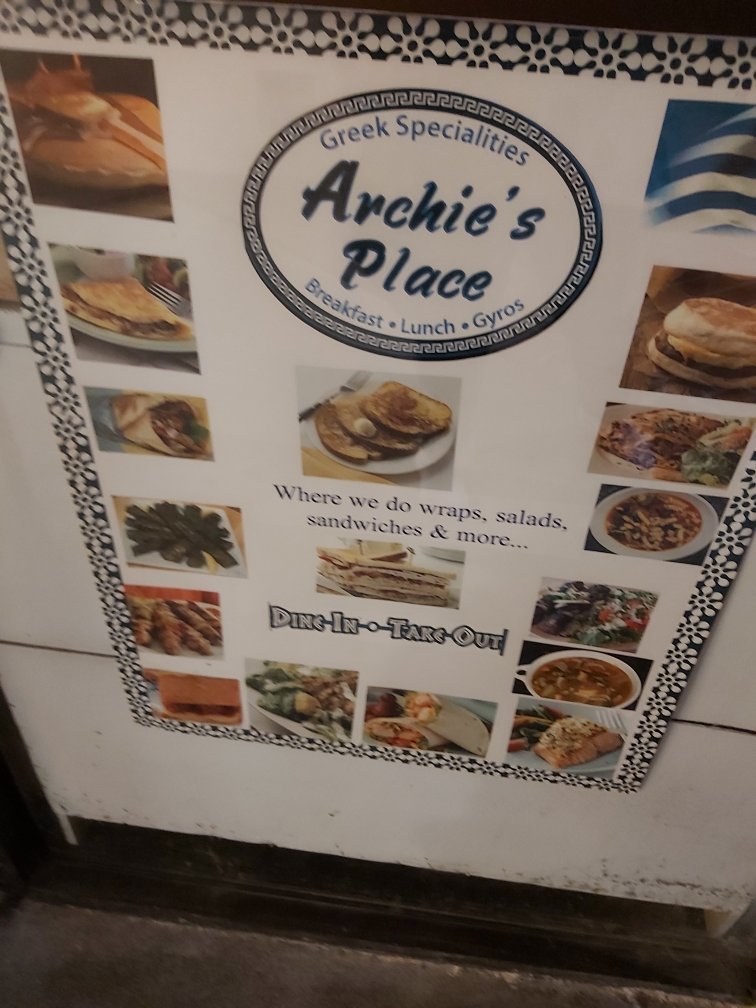 Greek Specialities
Archie's
Place
Breakfast • Lunch • Gyros
Where we do wraps, salads,
sandwiches & more...
Dine-In-•-Take-Out